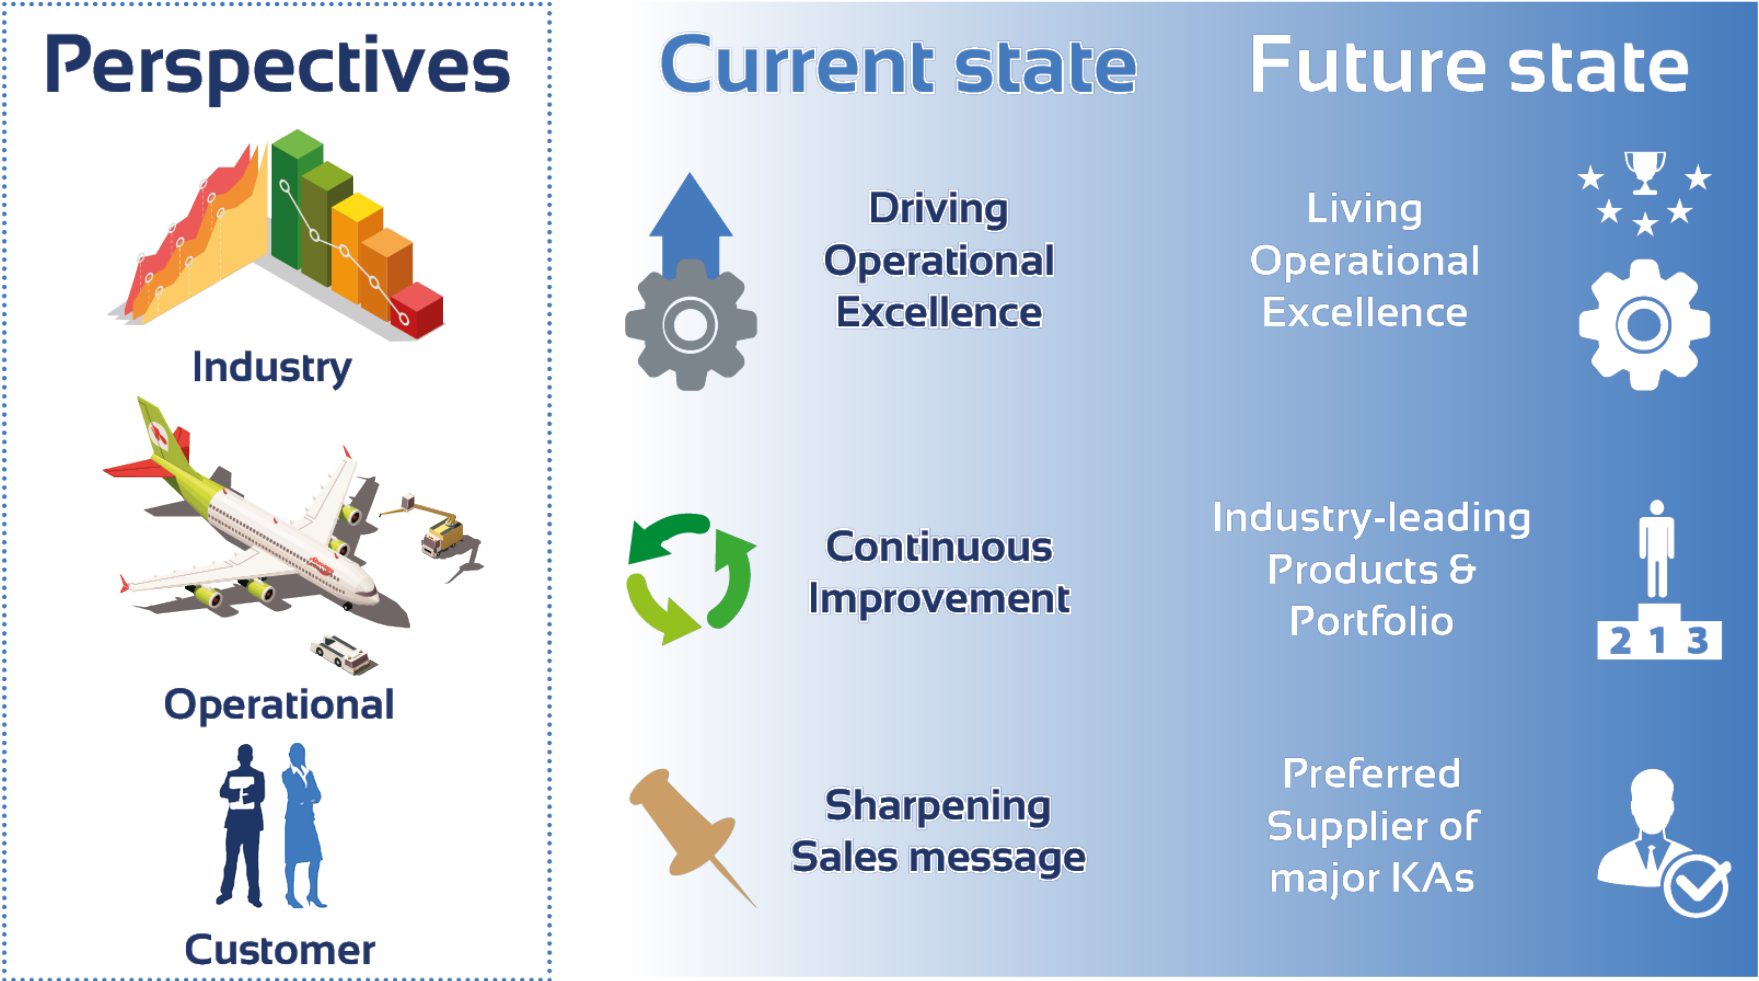 Perspectives
Industry
Operational
Customer
Current state
Future state
Driving
Operational
Excellence
Living
Operational
Excellence
Continuous
Improvement
Industry-leading
Products &
Portfolio
2 1 3
Sharpening
Sales message
Preferred
Supplier of
major KAs